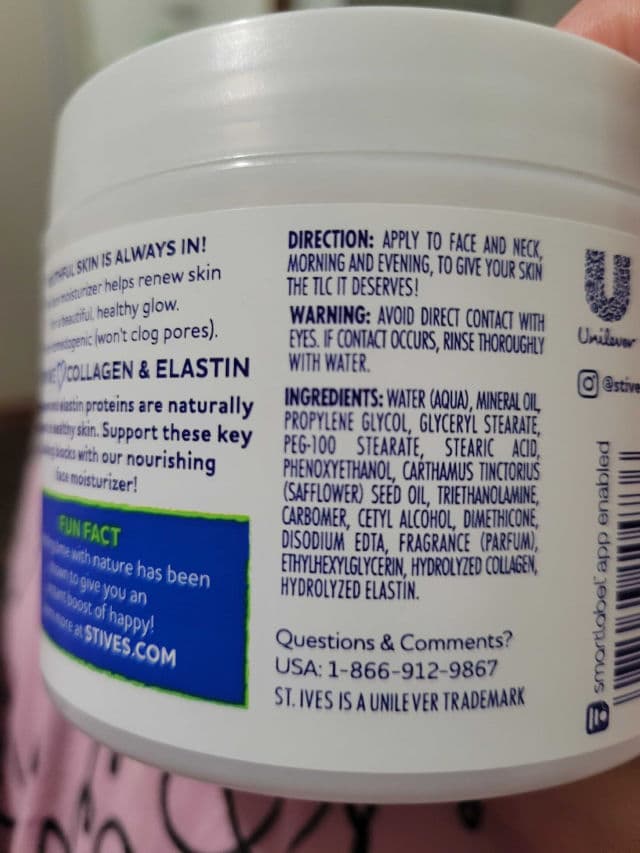 SKIN IS ALWAYS IN!
moisturizer helps renew skin
beautiful, healthy glow.
(won't clog pores).
COLLAGEN & ELASTIN
elastin proteins are naturally
healthy skin. Support these key
with our nourishing
face moisturizer!
FUN FACT
time with nature has been
to give you an
boost of happy!
more at STIVES.COM
DIRECTION: APPLY TO FACE AND NECK,
MORNING AND EVENING, TO GIVE YOUR SKIN
THE TLC IT DESERVES!
WARNING: AVOID DIRECT CONTACT WITH
EYES. IF CONTACT OCCURS, RINSE THOROUGHLY
WITH WATER.
INGREDIENTS: WATER (AQUA), MINERAL OIL,
PROPYLENE GLYCOL, GLYCERYL STEARATE,
PEG-100 STEARATE, STEARIC ACID,
PHENOXYETHANOL, CARTHAMUS TINCTORIUS
(SAFFLOWER) SEED OIL, TRIETHANOLAMINE,
CARBOMER, CETYL ALCOHOL, DIMETHICONE,
DISODIUM EDTA, FRAGRANCE (PARFUM),
ETHYLHEXYLGLYCERIN, HYDROLYZED COLLAGEN,
HYDROLYZED ELASTIN.
Questions & Comments?
USA: 1-866-912-9867
ST. IVES IS A UNILEVER TRADEMARK
Unilever
@stive
smartlabel app enabled